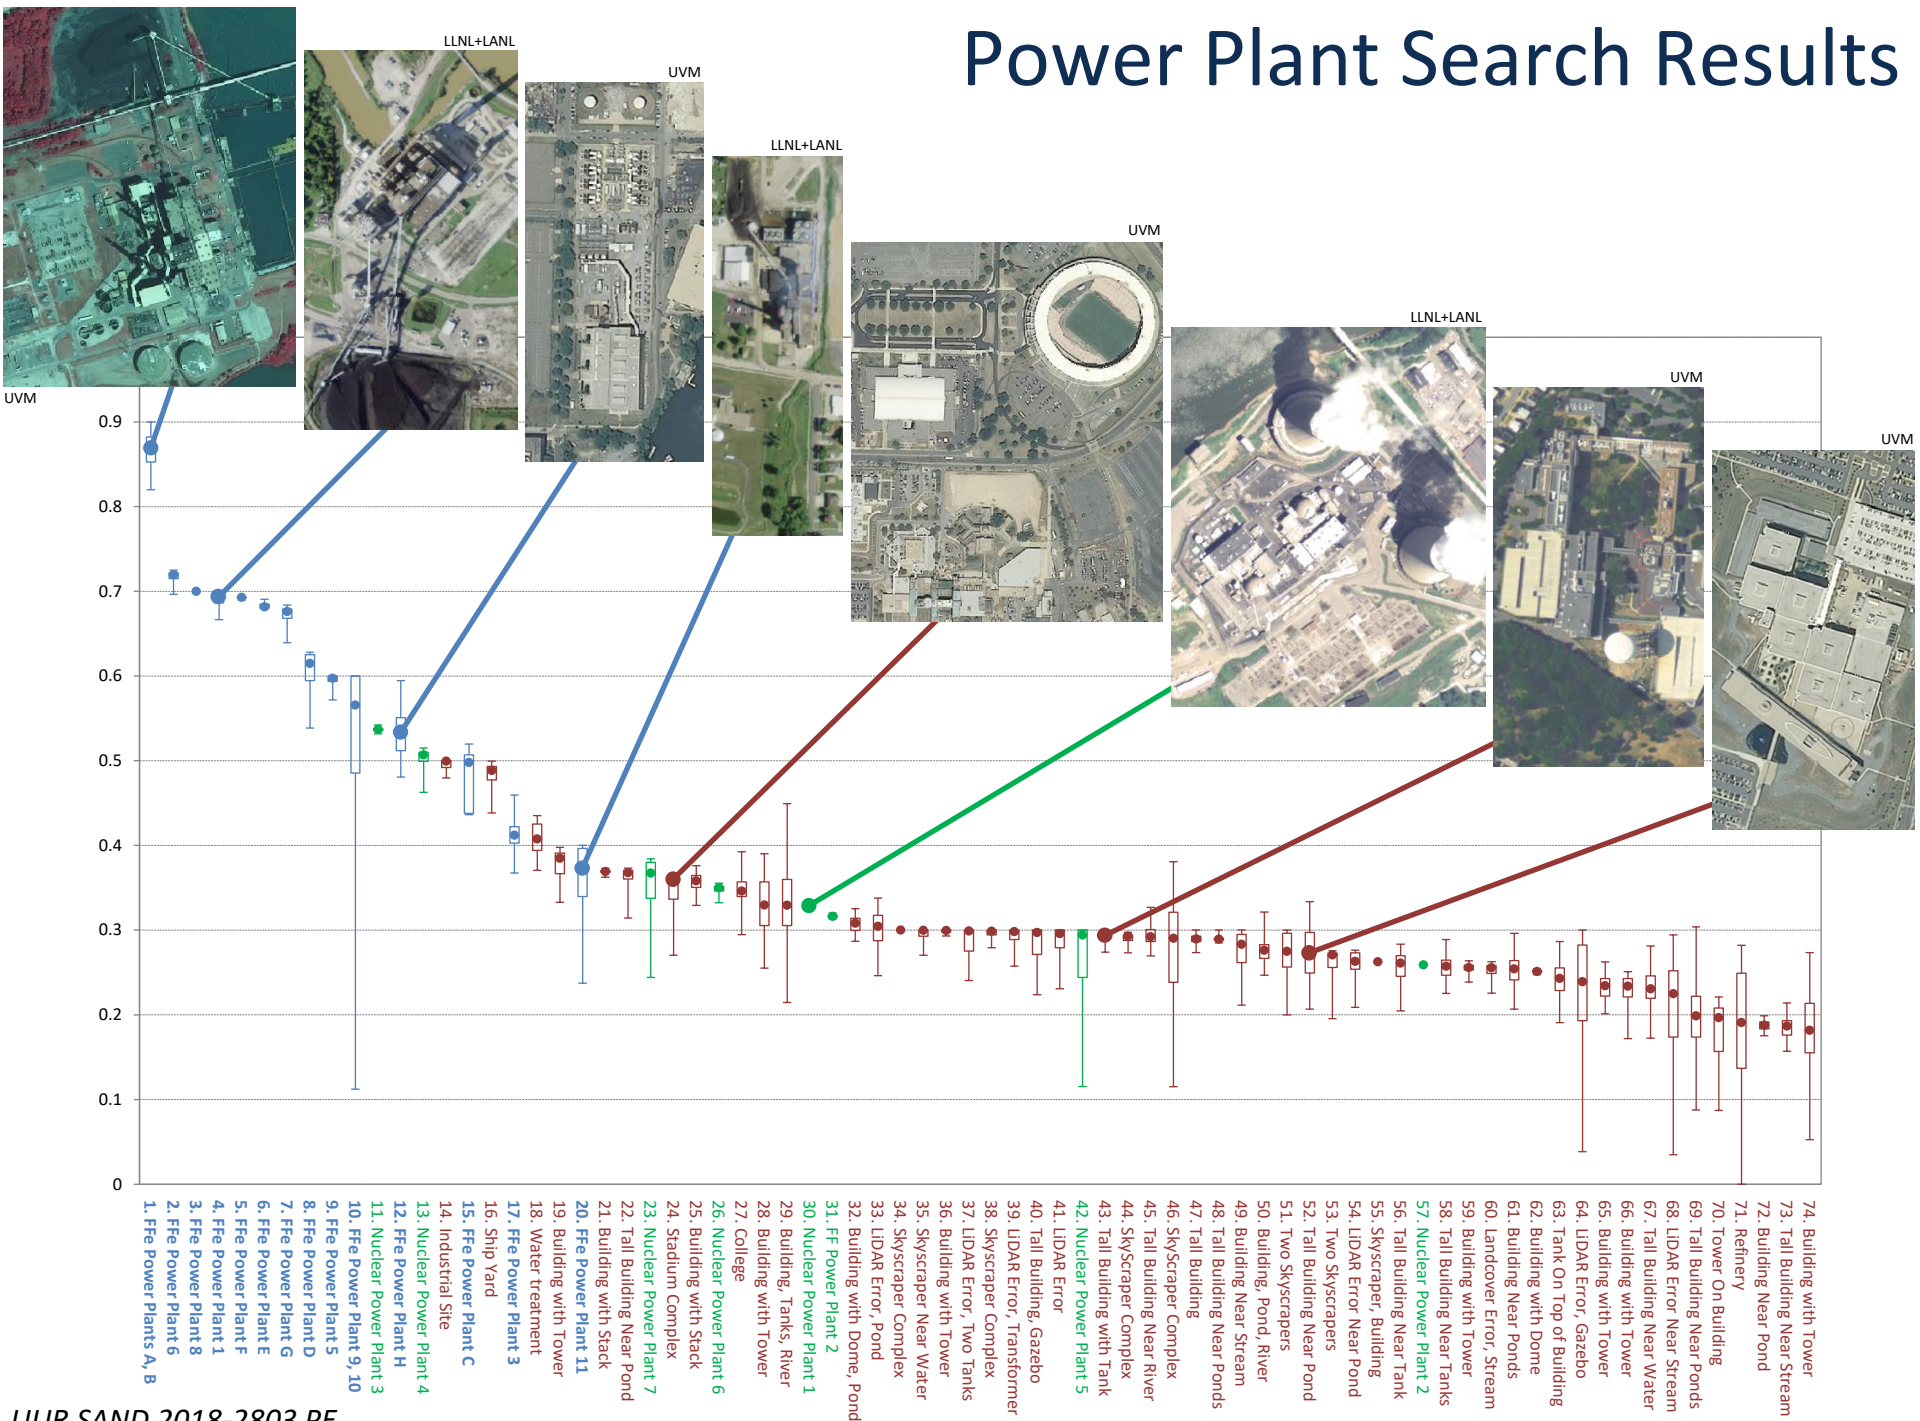 Power Plant Search Results
LLNL+LANL
UVM
LLNL+LANL
UVM
LLNL+LANL
UVM
UVM
UVM
0.9
0.8
0.7
0.6
0.5
0.4
0.3
0.2
0.1
0
1. FFe Power Plants A, B
2. FFe Power Plant 6
3. FFe Power Plant 8
4. FFe Power Plant 1
5. FFe Power Plant F
6. FFe Power Plant E
7. FFe Power Plant G
8. FFe Power Plant D
9. FFe Power Plant 5
10. FFe Power Plant 9, 10
11. Nuclear Power Plant 3
12. FFe Power Plant H
13. Nuclear Power Plant 4
14. Industrial Site
15. FFe Power Plant C
16. Ship Yard
17. FFe Power Plant 3
18. Water treatment
19. Building with Tower
20. FFe Power Plant 11
21. Building with Stack
22. Tall Building Near Pond
23. Nuclear Power Plant 7
24. Stadium Complex
25. Building with Stack
26. Nuclear Power Plant 6
27. College
28. Building with Tower
29. Building, Tanks, River
30. Nuclear Power Plant 1
31. FF Power Plant 2
32. Building with Dome, Pond
33. LiDAR Error, Pond
34. Skyscraper Complex
35. Skyscraper Near Water
36. Building with Tower
37. LiDAR Error, Two Tanks
38. Skyscraper Complex
39. LiDAR Error, Transformer
40. Tall Building, Gazebo
41. LiDAR Error
42. Nuclear Power Plant 5
43. Tall Building with Tank
44. SkyScraper Complex
45. Tall Building Near River
46. SkyScraper Complex
47. Tall Building
48. Tall Building Near Ponds
49. Building Near Stream
50. Building, Pond, River
51. Two Skyscrapers
52. Tall Building Near Pond
53. Two Skyscrapers
54. LiDAR Error Near Pond
55. Skyscraper, Building
56. Tall Building Near Tank
57. Nuclear Power Plant 2
58. Tall Building Near Tanks
59. Building with Tower
60. Landcover Error, Stream
61. Building Near Ponds
62. Building with Dome
63. Tank On Top of Building
64. LiDAR Error, Gazebo
65. Building with Tower
66. Building with Tower
67. Tall Building Near Water
68. LiDAR Error Near Stream
69. Tall Building Near Ponds
70. Tower On Building
71. Refinery
72. Building Near Pond
73. Tall Building Near Stream
74. Building with Tower
UUR SAND 2018-2803 PE